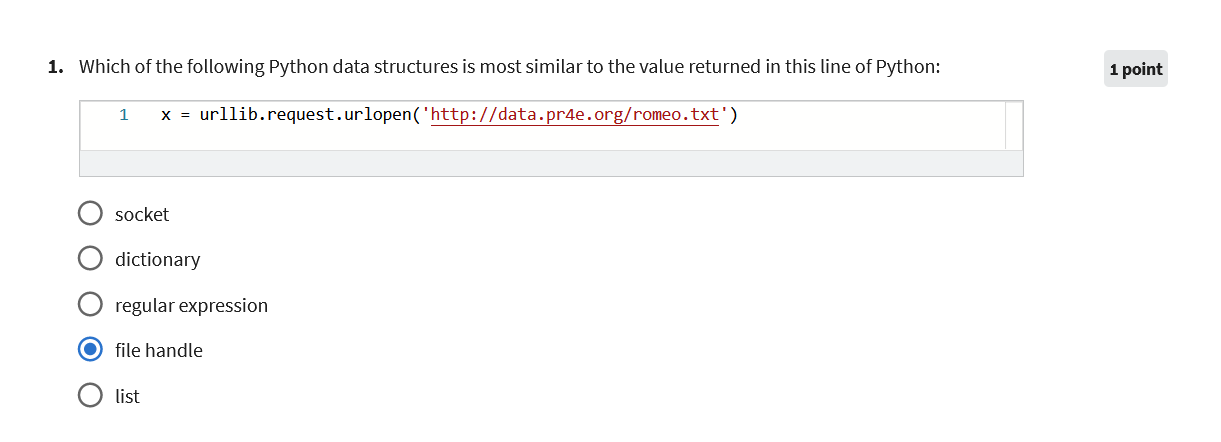 1. Which of the following Python data structures is most similar to the value returned in this line of Python:
1 point
1 x = urllib.request.urlopen('http://data.pr4e.org/romeo.txt')
socket
dictionary
regular expression
file handle
list